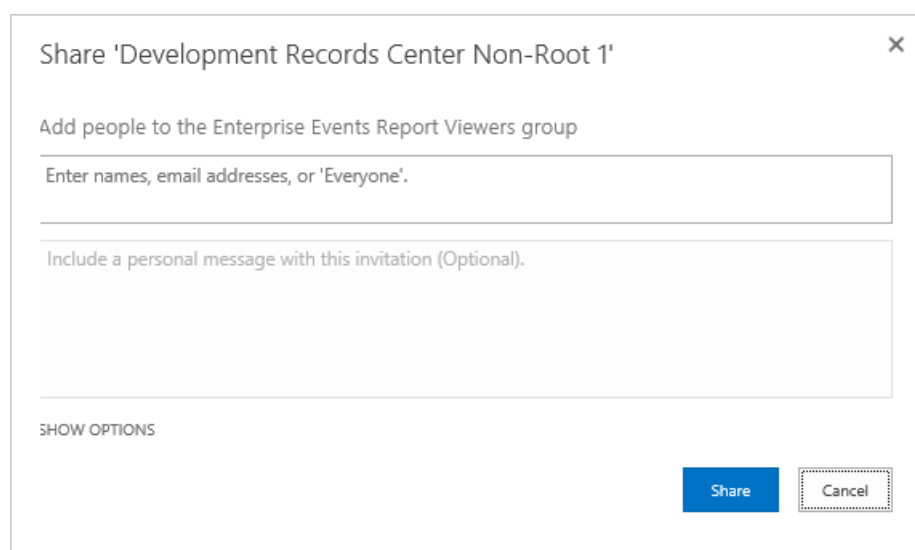 Share 'Development Records Center Non-Root 1'
Add people to the Enterprise Events Report Viewers group
Enter names, email addresses, or 'Everyone'.
Include a personal message with this invitation (Optional).
SHOW OPTIONS
Share Cancel